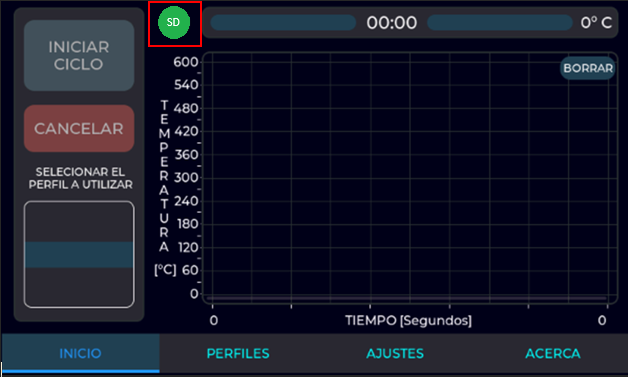 SD
00:00
0° C
INICIAR
CICLO
CANCELAR
SELECIONAR EL
PERFIL A UTILIZAR
BORRAR
TEMPERATURA
[°C]
600
540
480
420
360
300
240
180
120
60
0
0
TIEMPO [Segundos]
0
INICIO
PERFILES
AJUSTES
ACERCA